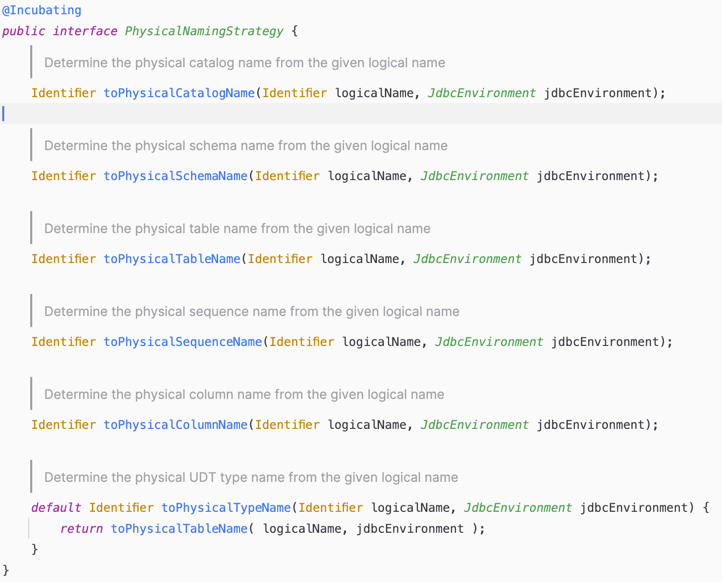 @Incubating
public interface PhysicalNamingStrategy {
Determine the physical catalog name from the given logical name
Identifier toPhysicalCatalogName(Identifier logicalName, JdbcEnvironment jdbcEnvironment);
Determine the physical schema name from the given logical name
Identifier toPhysicalSchemaName(Identifier logicalName, JdbcEnvironment jdbcEnvironment);
Determine the physical table name from the given logical name
Identifier toPhysicalTableName(Identifier logicalName, JdbcEnvironment jdbcEnvironment);
Determine the physical sequence name from the given logical name
Identifier toPhysicalSequenceName(Identifier logicalName, JdbcEnvironment jdbcEnvironment);
Determine the physical column name from the given logical name
Identifier toPhysicalColumnName(Identifier logicalName, JdbcEnvironment jdbcEnvironment);
Determine the physical UDT type name from the given logical name
default Identifier toPhysicalTypeName(Identifier logicalName, JdbcEnvironment jdbcEnvironment) {
return toPhysicalTableName( logicalName, jdbcEnvironment );
}
}